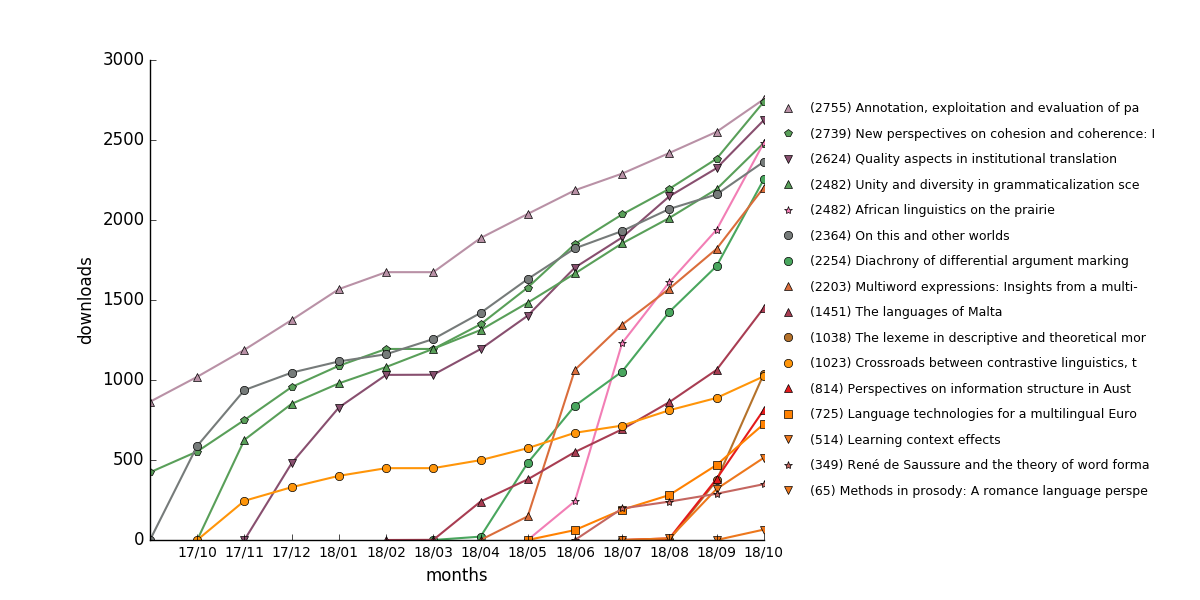 3000
2500
2000
1500
1000
500
0
downloads
17/10 17/11 17/12 18/01 18/02 18/03 18/04 18/05 18/06 18/07 18/08 18/09 18/10
months
(2755) Annotation, exploitation and evaluation of pa
(2739) New perspectives on cohesion and coherence: I
(2624) Quality aspects in institutional translation
(2482) Unity and diversity in grammaticalization sce
(2482) African linguistics on the prairie
(2364) On this and other worlds
(2254) Diachrony of differential argument marking
(2203) Multiword expressions: Insights from a multi-
(1451) The languages of Malta
(1038) The lexeme in descriptive and theoretical mor
(1023) Crossroads between contrastive linguistics, t
(814) Perspectives on information structure in Aust
(725) Language technologies for a multilingual Euro
(514) Learning context effects
(349) René de Saussure and the theory of word forma
(65) Methods in prosody: A romance language perspe